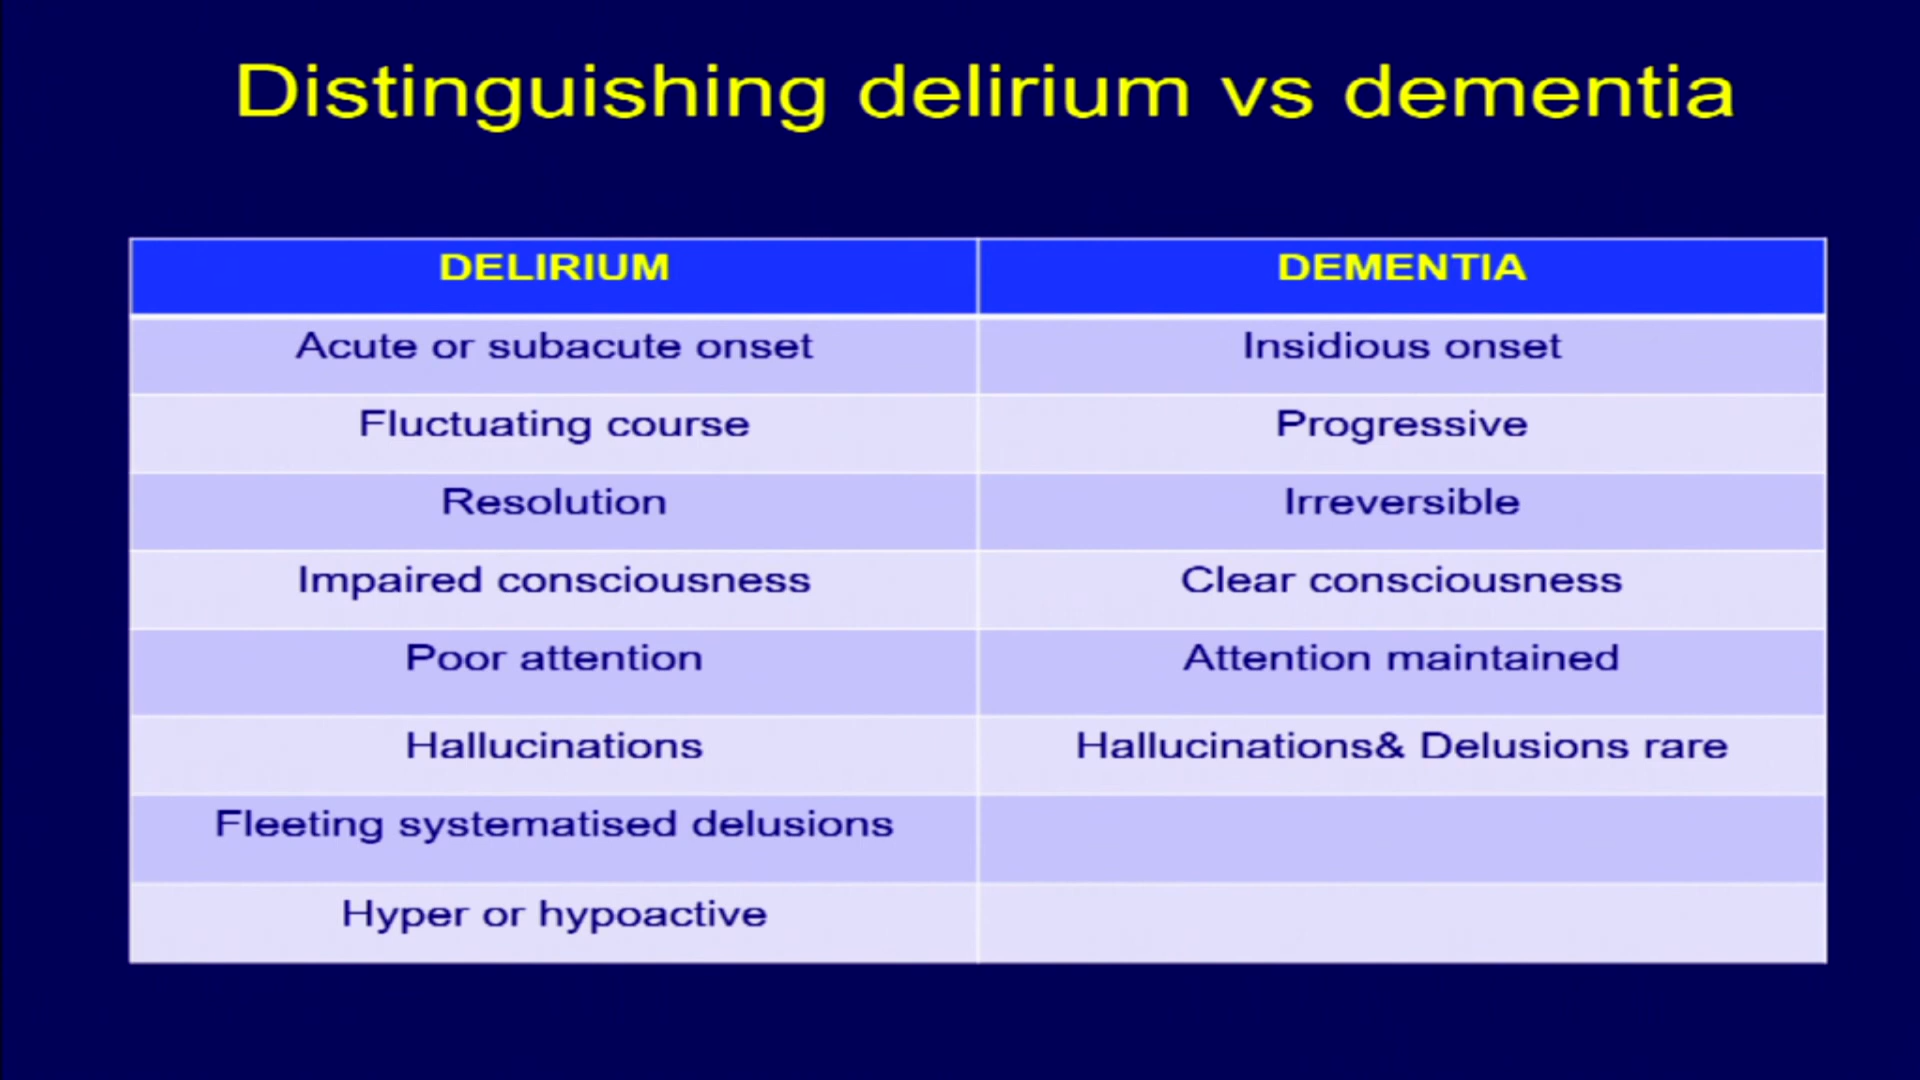 Distinguishing delirium vs dementia
DELIRIUM DEMENTIA
Acute or subacute onset Insidious onset
Fluctuating course Progressive
Resolution Irreversible
Impaired consciousness Clear consciousness
Poor attention Attention maintained
Hallucinations Hallucinations& Delusions rare
Fleeting systematised delusions
Hyper or hypoactive